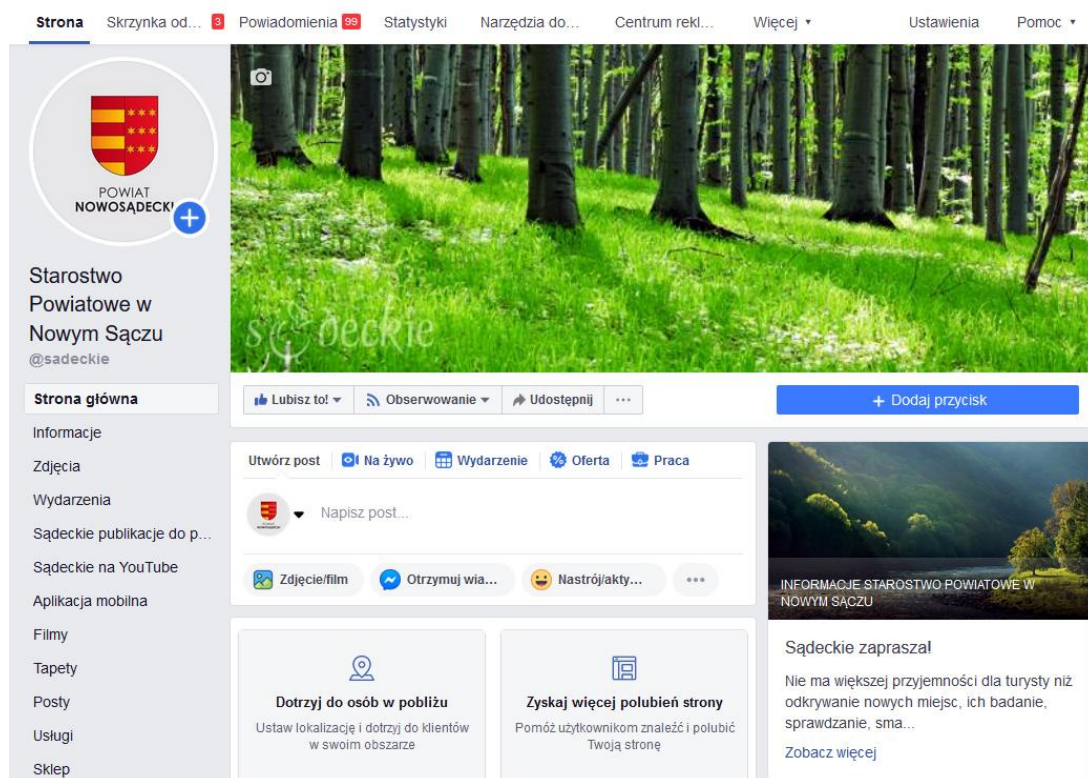 Strona Skrzynka od... 3 Powiadomienia 99 Statystyki Narzędzia do... Centrum rekl... Więcej Ustawienia Pomoc
POWIAT
NOWOSĄDECKI
Starostwo
Powiatowe w
Nowym Sączu
@sadeckie
sądeckie
Strona główna
Informacje
Zdjęcia
Wydarzenia
Sądeckie publikacje do p...
Sądeckie na YouTube
Aplikacja mobilna
Filmy
Tapety
Posty
Usługi
Sklep
Lubisz to! Obserwowanie Udostępnij ...
+ Dodaj przycisk
Utwórz post Na żywo Wydarzenie Oferta Praca
Napisz post...
Zdjęcie/film Otrzymuj wia... Nastrój/akty... ...
Dotrzyj do osób w pobliżu
Ustaw lokalizację i dotrzyj do klientów
w swoim obszarze
Zyskaj więcej polubień strony
Pomóż użytkownikom znaleźć i polubić
Twoją stronę
INFORMACJE STAROSTWO POWIATOWE W
NOWYM SĄCZU
Sądeckie zaprasza!
Nie ma większej przyjemności dla turysty niż
odkrywanie nowych miejsc, ich badanie,
sprawdzanie, sma...
Zobacz więcej